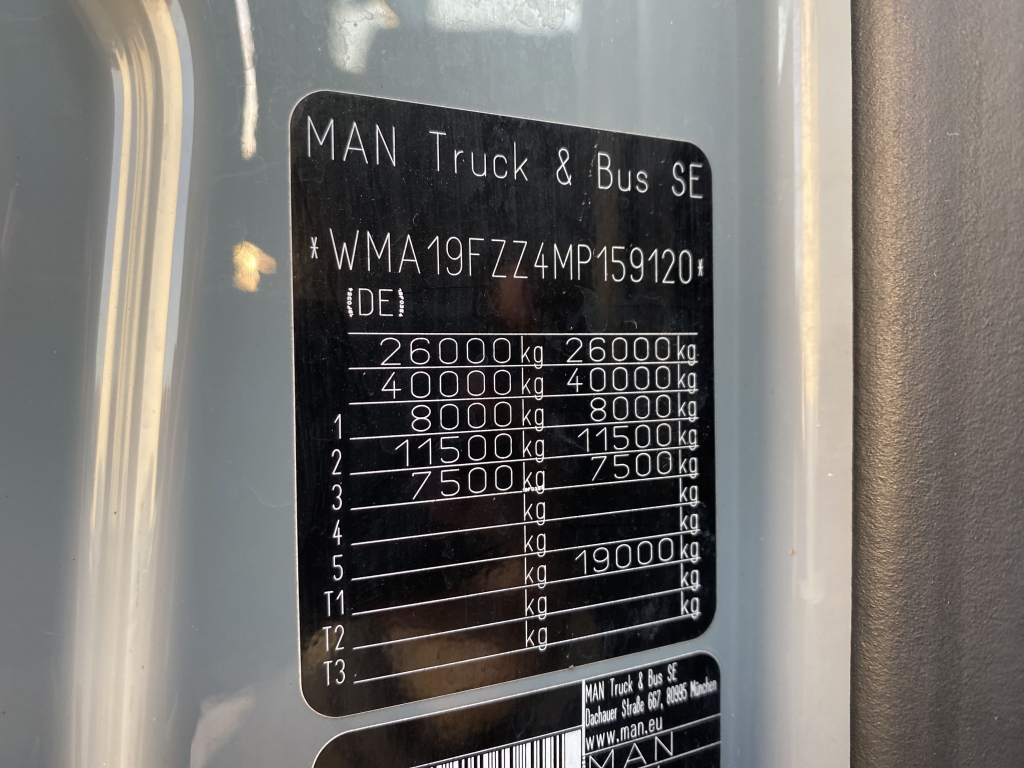 MAN Truck & Bus SE
*WMA19FZZ4MP159120*
(DE)
26000 kg 26000 kg
40000 kg 40000 kg
1 8000 kg 8000 kg
2 11500 kg 11500 kg
3 7500 kg 7500 kg
4 kg kg
5 kg kg
T1 kg 19000 kg
T2 kg kg
T3 kg kg
MAN Truck & Bus SE
Dachauer Straße 667, 80995 München
www.man.eu
MAN